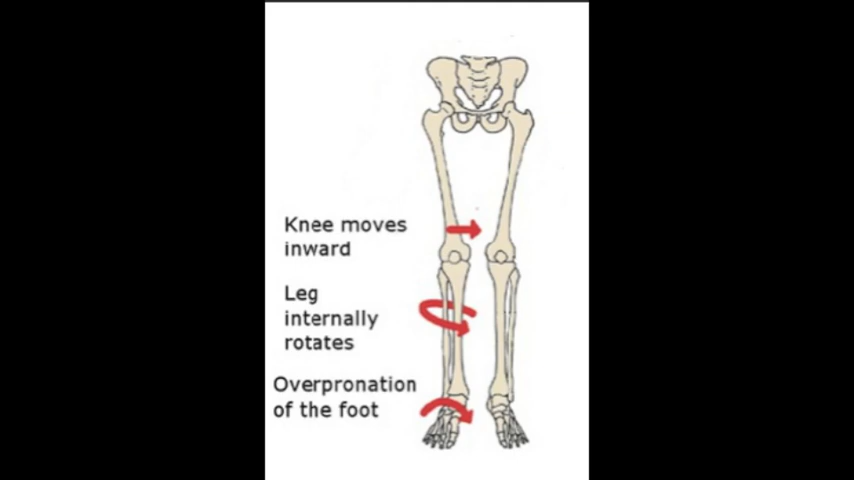 Knee moves
inward
Leg
internally
rotates
Overpronation
of the foot